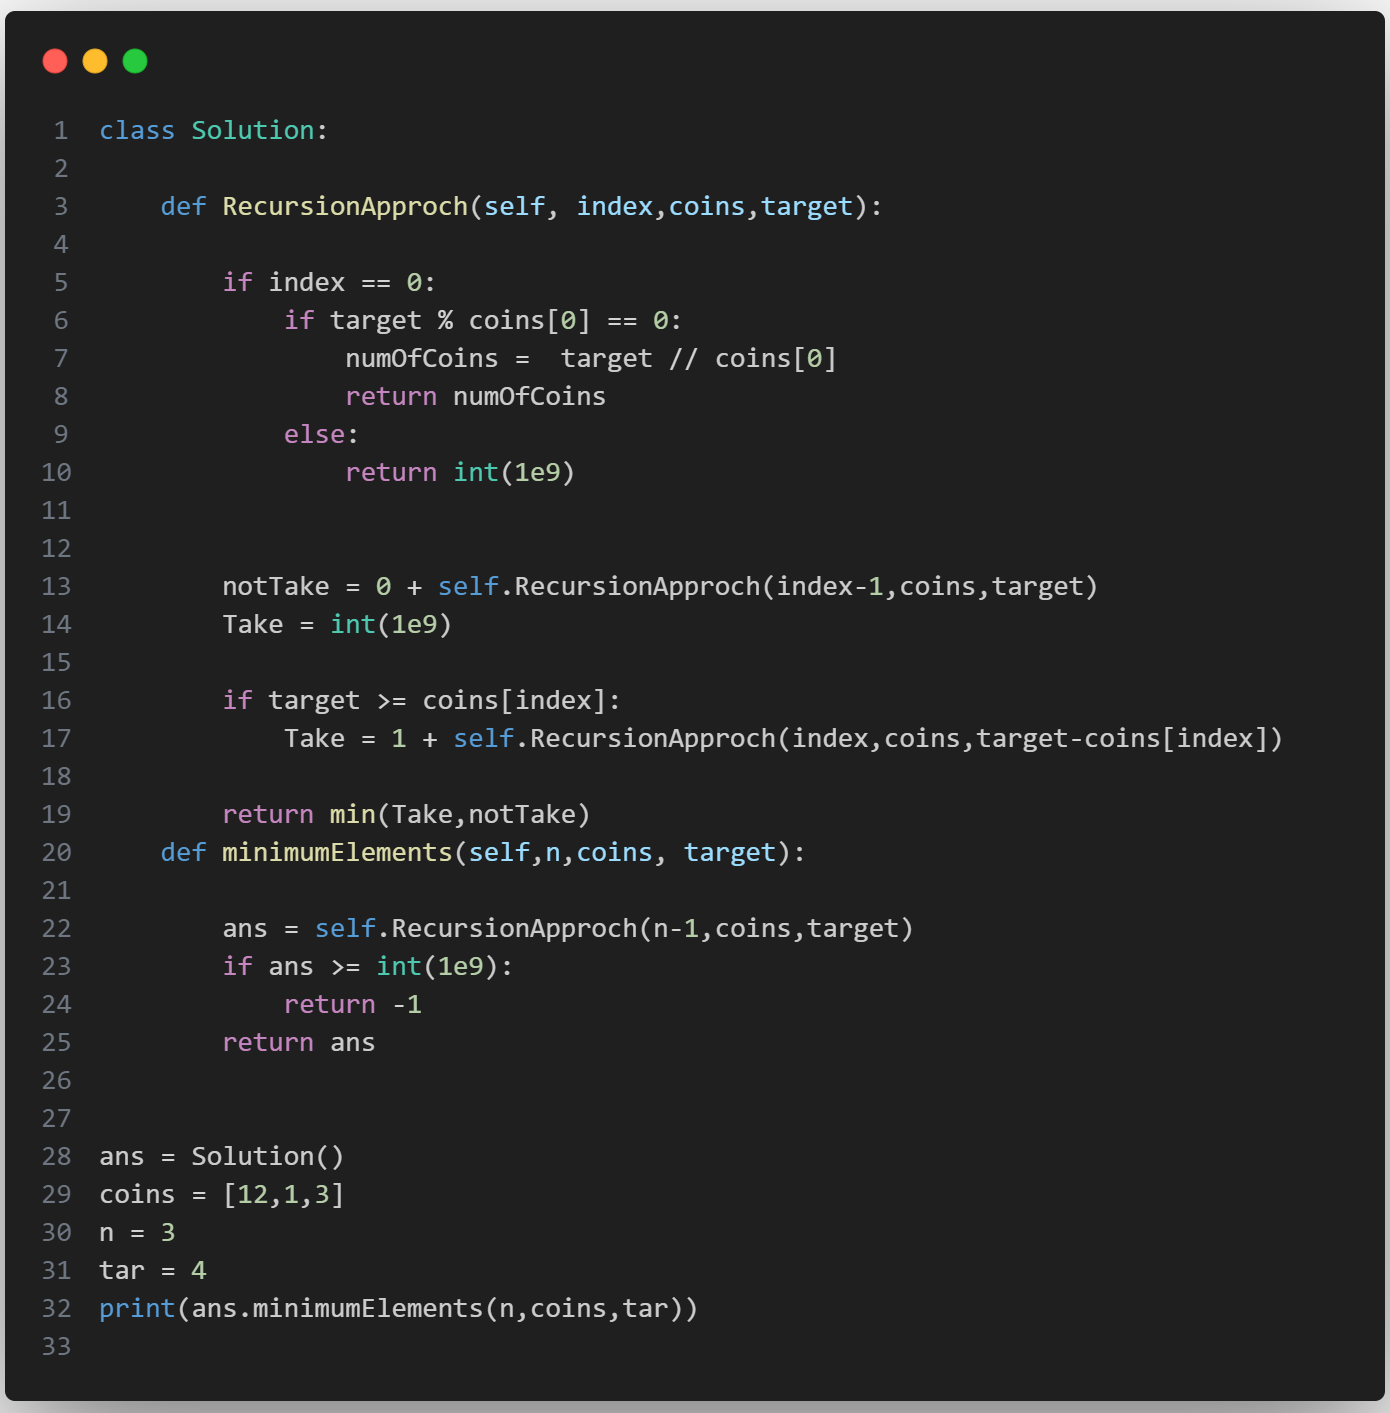 1 class Solution:
2
3     def RecursionApproch(self, index,coins,target):
4
5         if index == 0:
6             if target % coins[0] == 0:
7                 numOfCoins =  target // coins[0]
8                 return numOfCoins
9             else:
10                 return int(1e9)
11
12
13         notTake = 0 + self.RecursionApproch(index-1,coins,target)
14         Take = int(1e9)
15
16         if target >= coins[index]:
17             Take = 1 + self.RecursionApproch(index,coins,target-coins[index])
18
19         return min(Take,notTake)
20     def minimumElements(self,n,coins, target):
21
22         ans = self.RecursionApproch(n-1,coins,target)
23         if ans >= int(1e9):
24             return -1
25         return ans
26
27
28 ans = Solution()
29 coins = [12,1,3]
30 n = 3
31 tar = 4
32 print(ans.minimumElements(n,coins,tar))
33